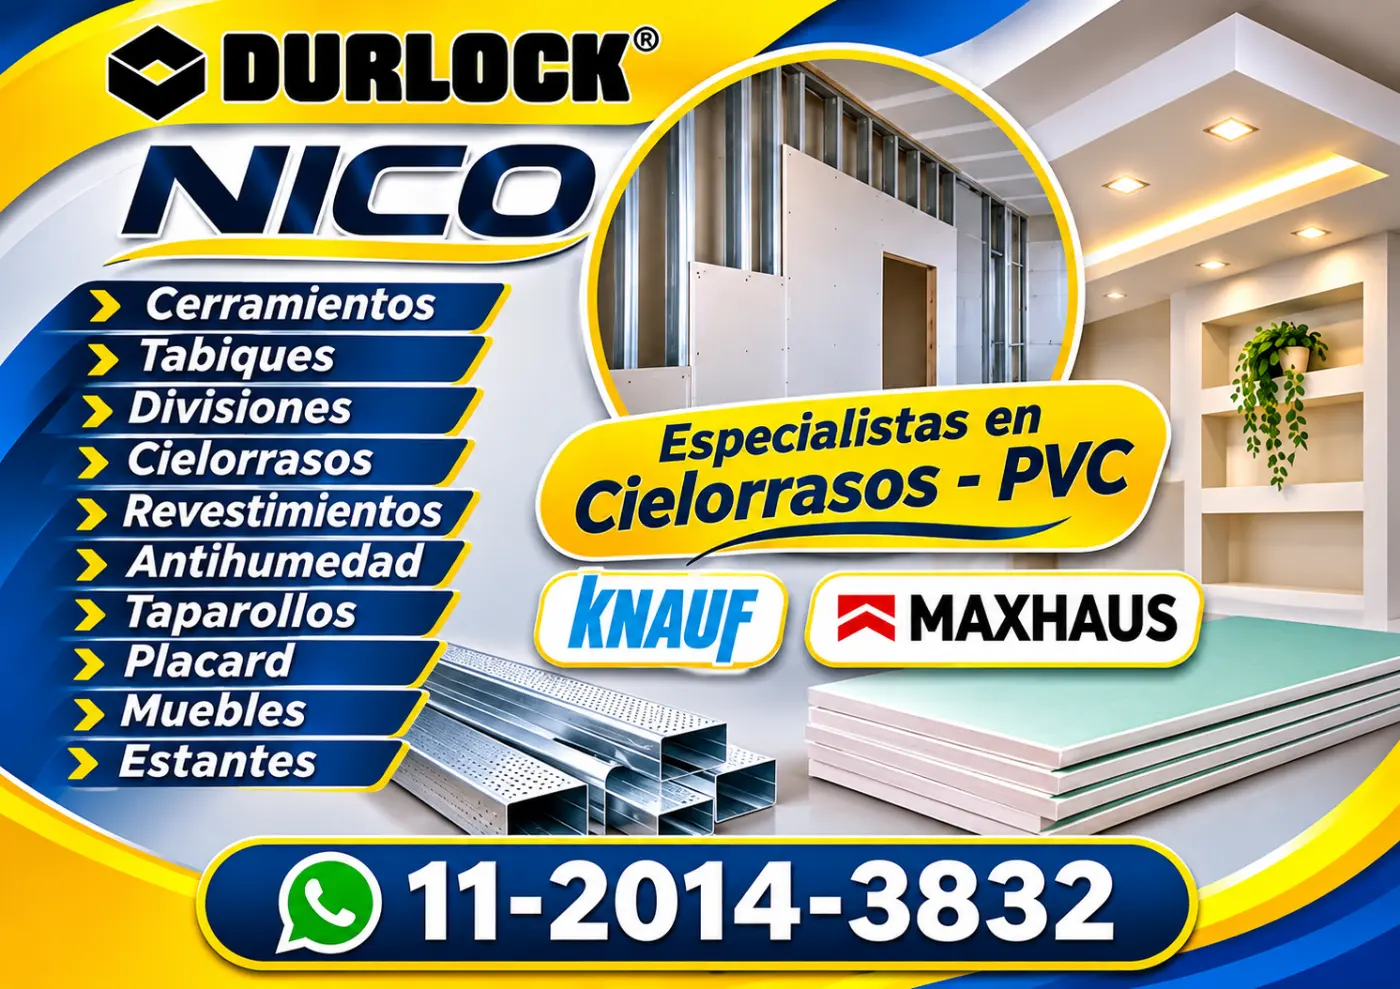 DURLOCK®
NICO
Cerramientos
Tabiques
Divisiones
Cielorrasos
Revestimientos
Antihumedad
Taparollos
Placard
Muebles
Estantes
Especialistas en
Cielorrasos - PVC
KNAUF
MAXHAUS
11-2014-3832